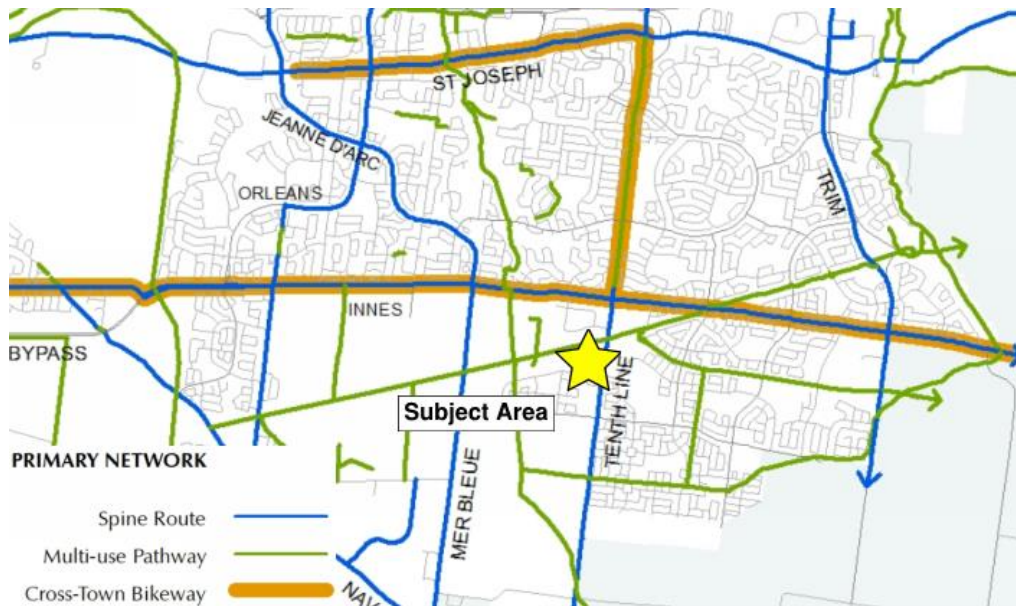 ST JOSEPH
JEANNE D'ARC
ORLEANS
TRIM
INNES
BYPASS
Subject Area
TENTH LINE
MER BLEUE
PRIMARY NETWORK
Spine Route
Multi-use Pathway
Cross-Town Bikeway